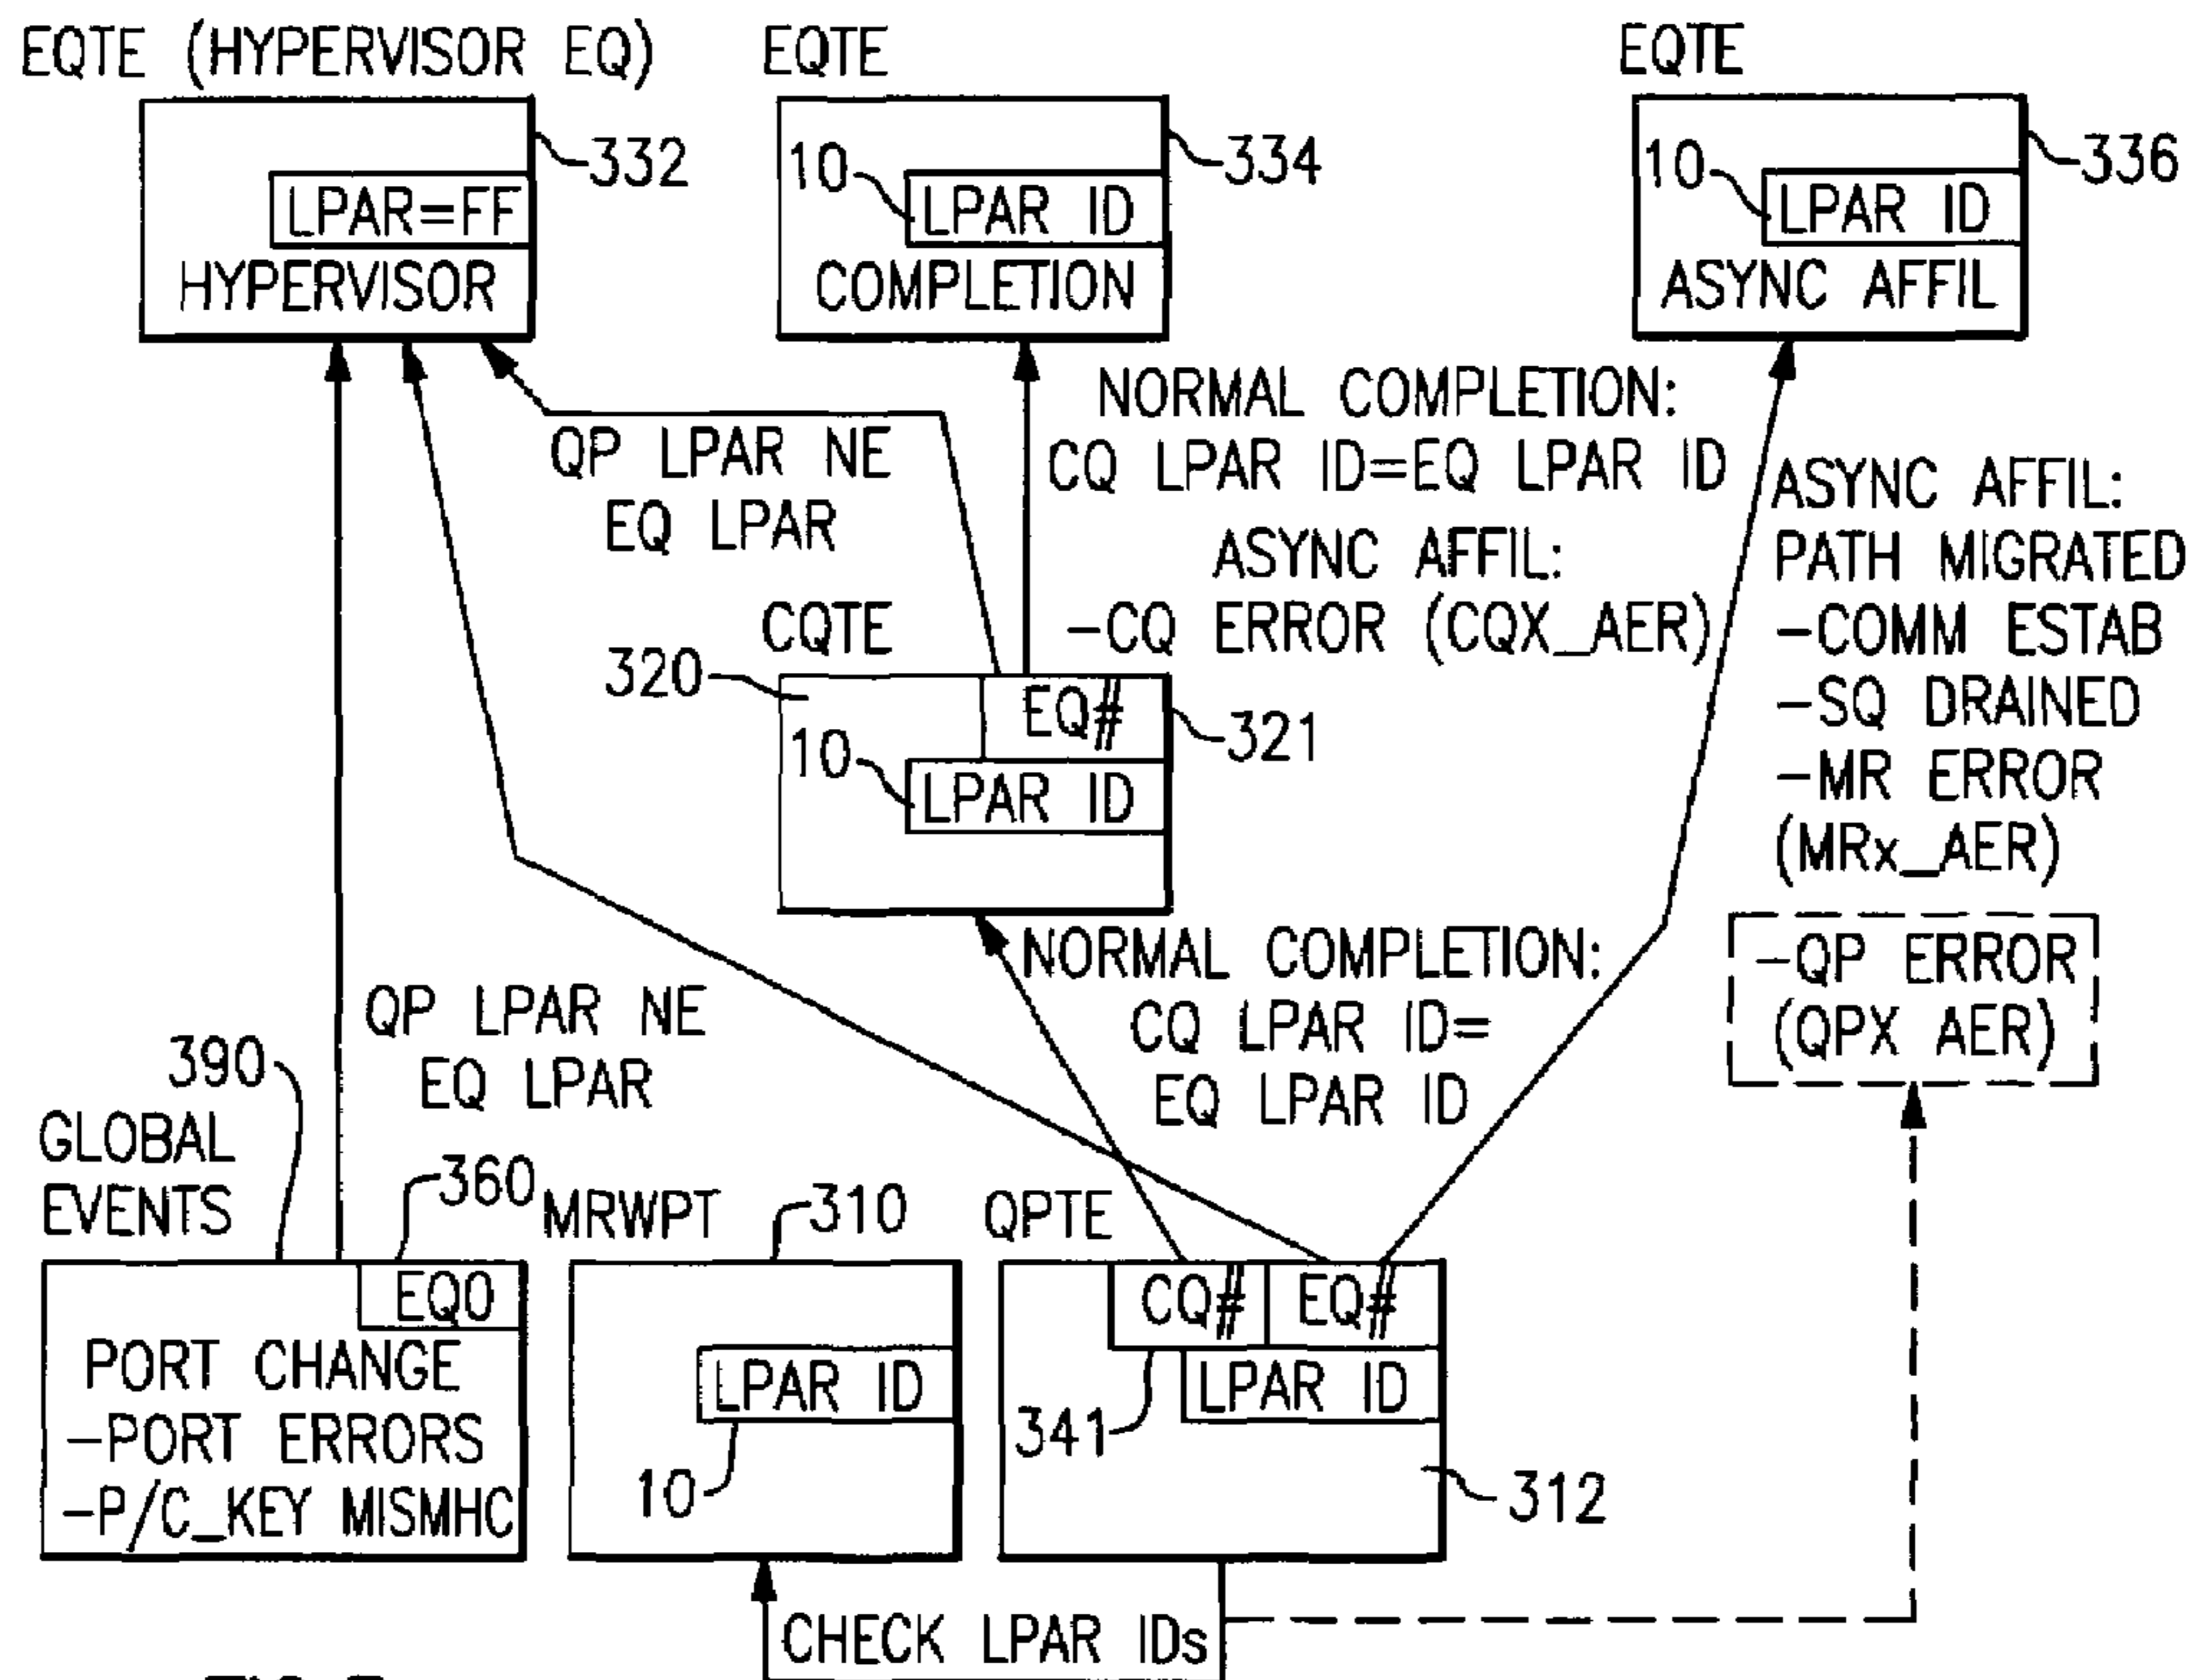 EQTE (HYPERVISOR EQ)
EQTE
EQTE
332
334
336
10
10
LPAR=FF
LPAR ID
LPAR ID
HYPERVISOR
COMPLETION
ASYNC AFFIL
NORMAL COMPLETION:
CQ LPAR ID=EQ LPAR ID
QP LPAR NE
EQ LPAR
ASYNC AFFIL:
-CQ ERROR (CQX_AER)
ASYNC AFFIL:
PATH MIGRATED
-COMM ESTAB
-SQ DRAINED
-MR ERROR
(MRx_AER)
-QP ERROR
(QPX AER)
CQTE
320
EQ#
321
10
LPAR ID
NORMAL COMPLETION:
CQ LPAR ID=
EQ LPAR ID
QP LPAR NE
EQ LPAR
390
GLOBAL
EVENTS
360
MRWPT
310
QPTE
EQ0
PORT CHANGE
-PORT ERRORS
-P/C_KEY MISMHC
LPAR ID
10
CQ#
EQ#
LPAR ID
341
312
CHECK LPAR IDs